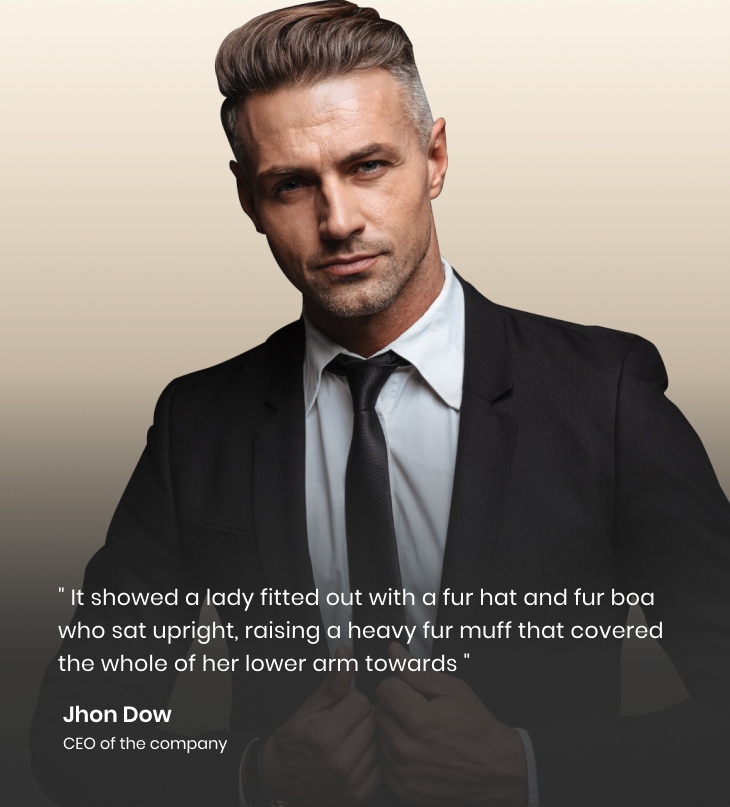 " It showed a lady fitted out with a fur hat and fur boa
who sat upright, raising a heavy fur muff that covered
the whole of her lower arm towards "
Jhon Dow
CEO of the company